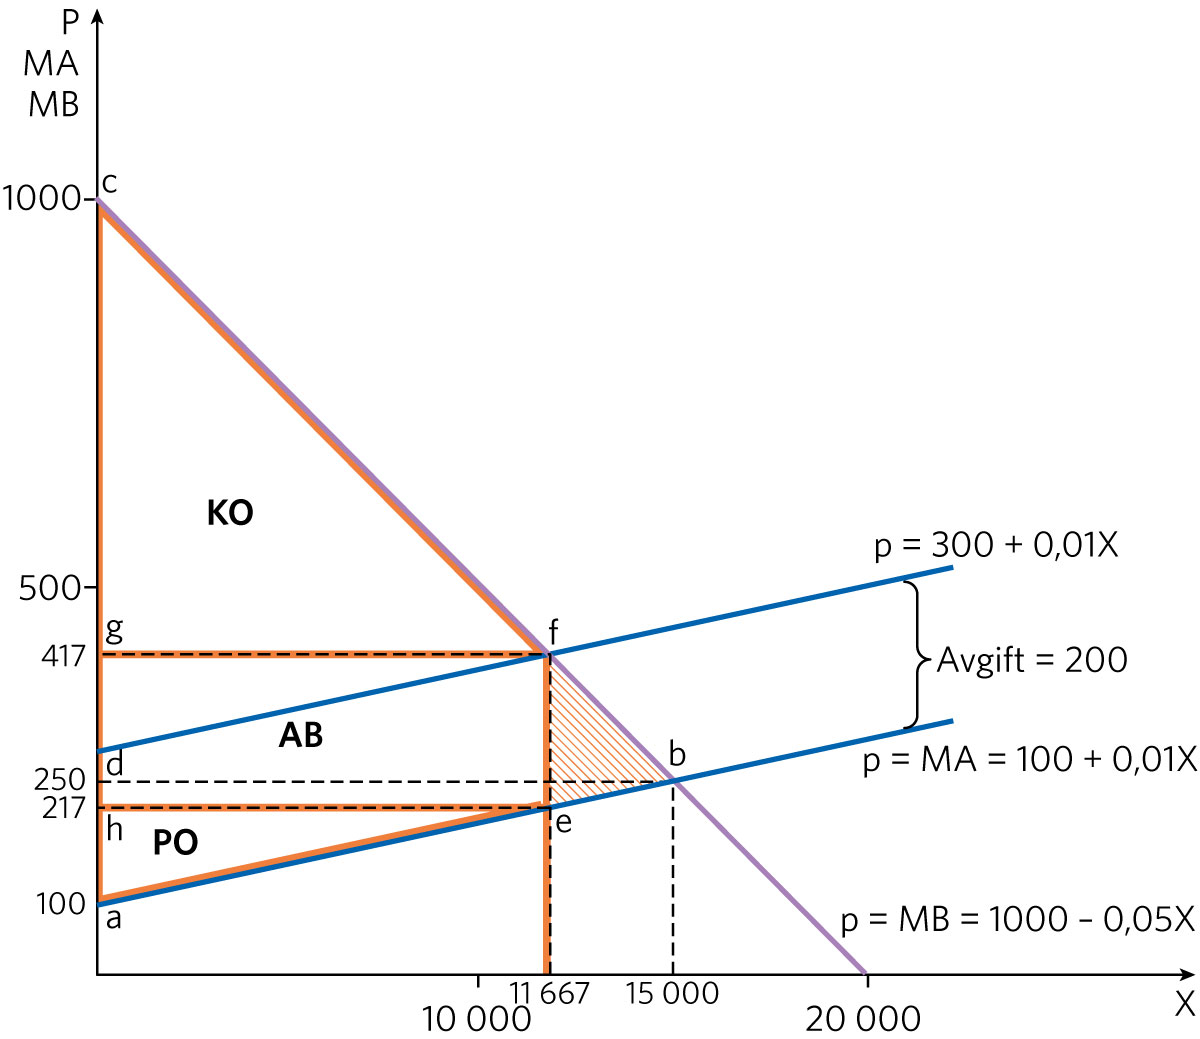 P
MA
MB
1000
c
KO
p = 300 + 0,01X
500
g
f
417
Avgift = 200
AB
b
d
p = MA = 100 + 0,01X
250
217
h
e
PO
100
a
p = MB = 1000 – 0,05X
11 667
15 000
X
10 000
20 000